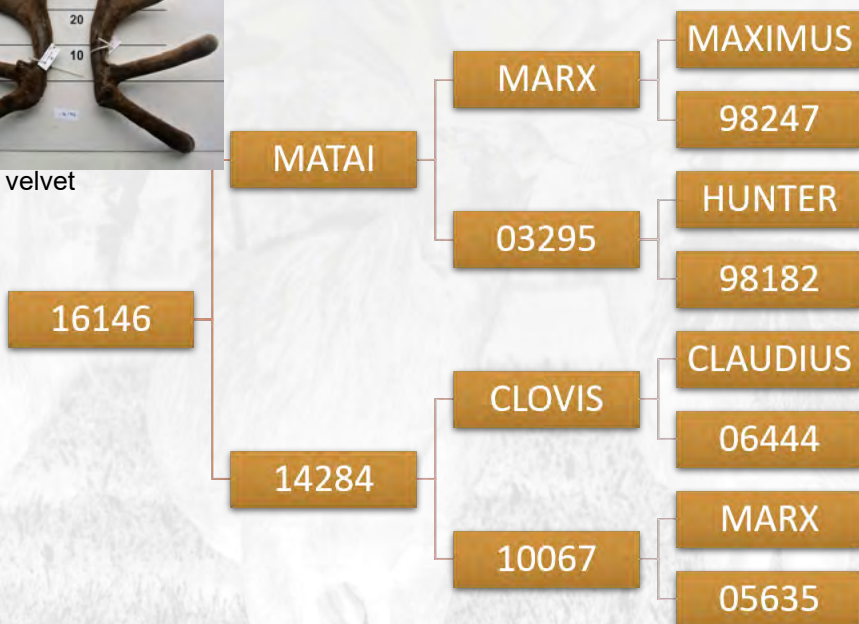 20
10
velvet
16146
MATAI
14284
MARX
03295
CLOVIS
10067
MAXIMUS
98247
HUNTER
98182
CLAUDIUS
06444
MARX
05635